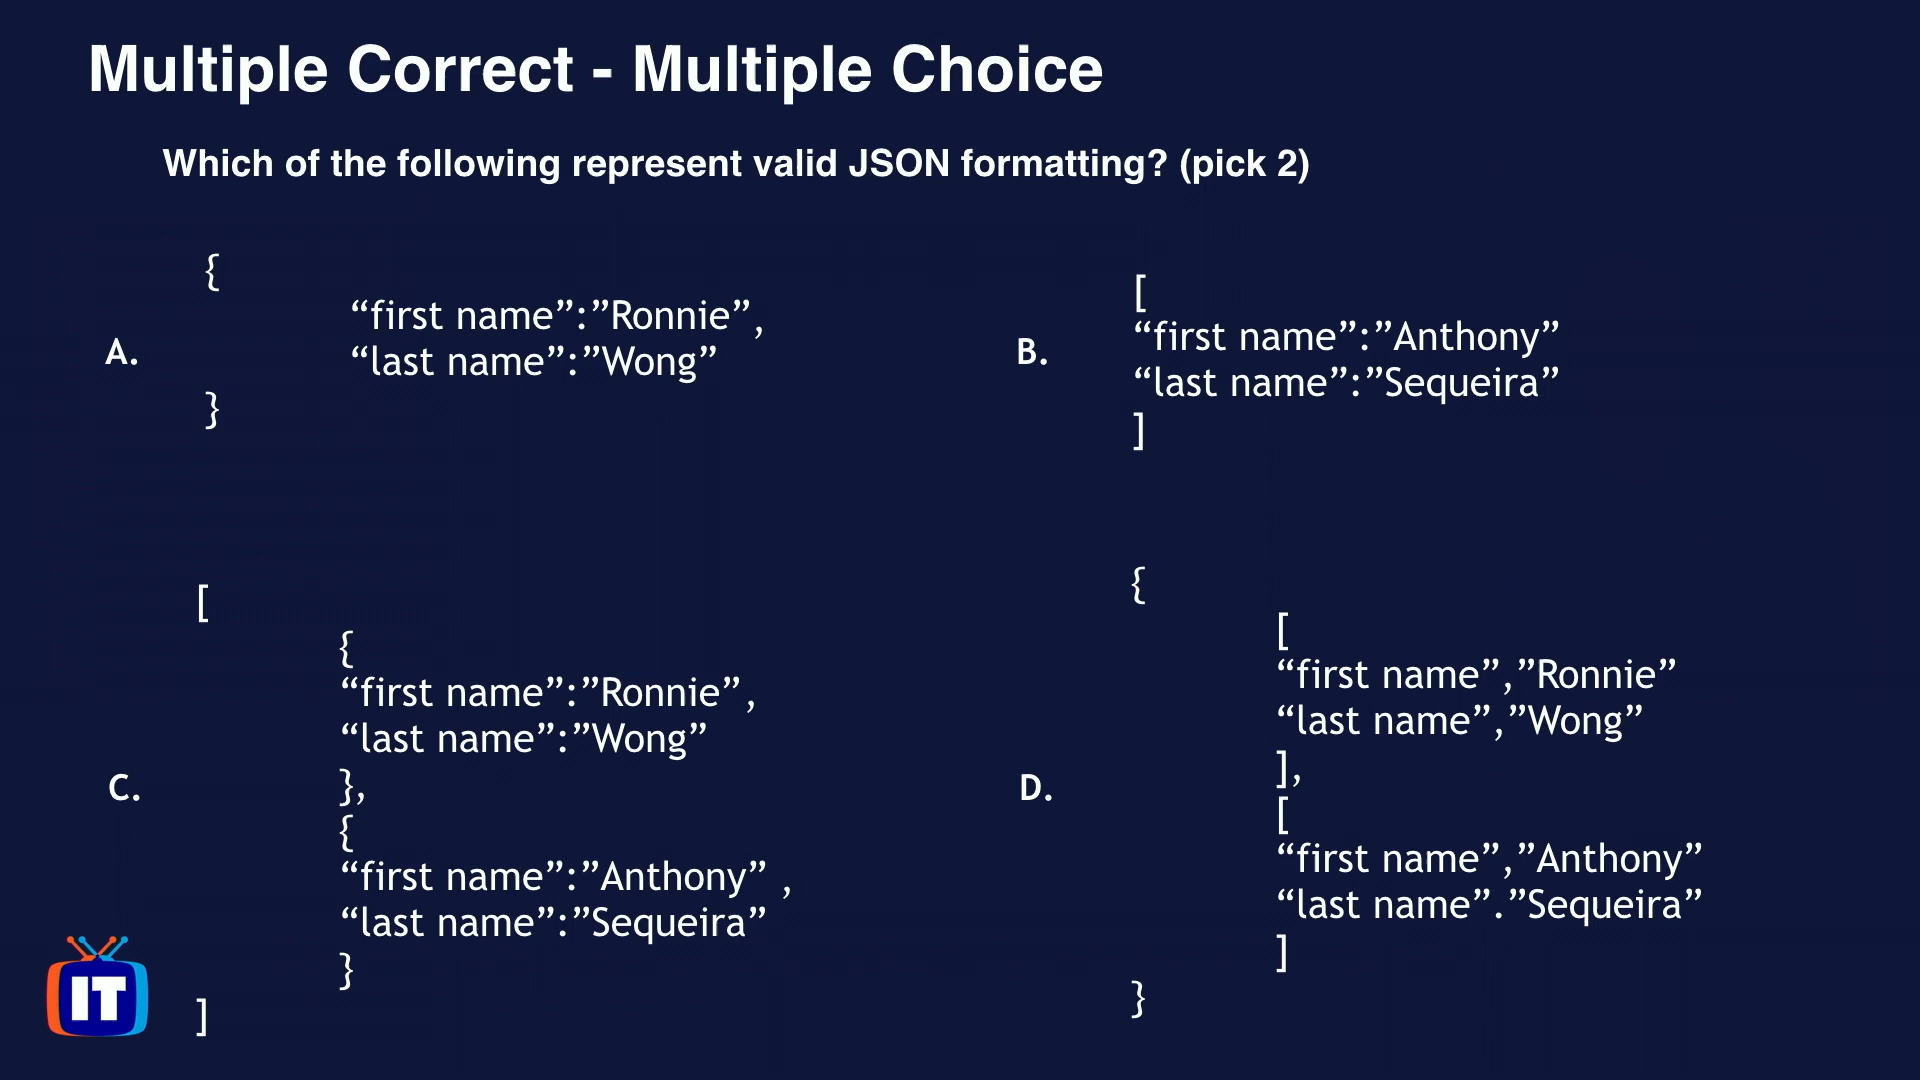 Multiple Correct - Multiple Choice
Which of the following represent valid JSON formatting? (pick 2)
A.
{
“first name”:”Ronnie”,
“last name”:”Wong”
}
B.
[
“first name”:”Anthony”
“last name”:”Sequeira”
]
C.
[
{
“first name”:”Ronnie”,
“last name”:”Wong”
},
{
“first name”:”Anthony” ,
“last name”:”Sequeira”
}
]
D.
{
[
“first name”,”Ronnie”
“last name”,”Wong”
],
[
“first name”,”Anthony”
“last name”.”Sequeira”
]
}
IT